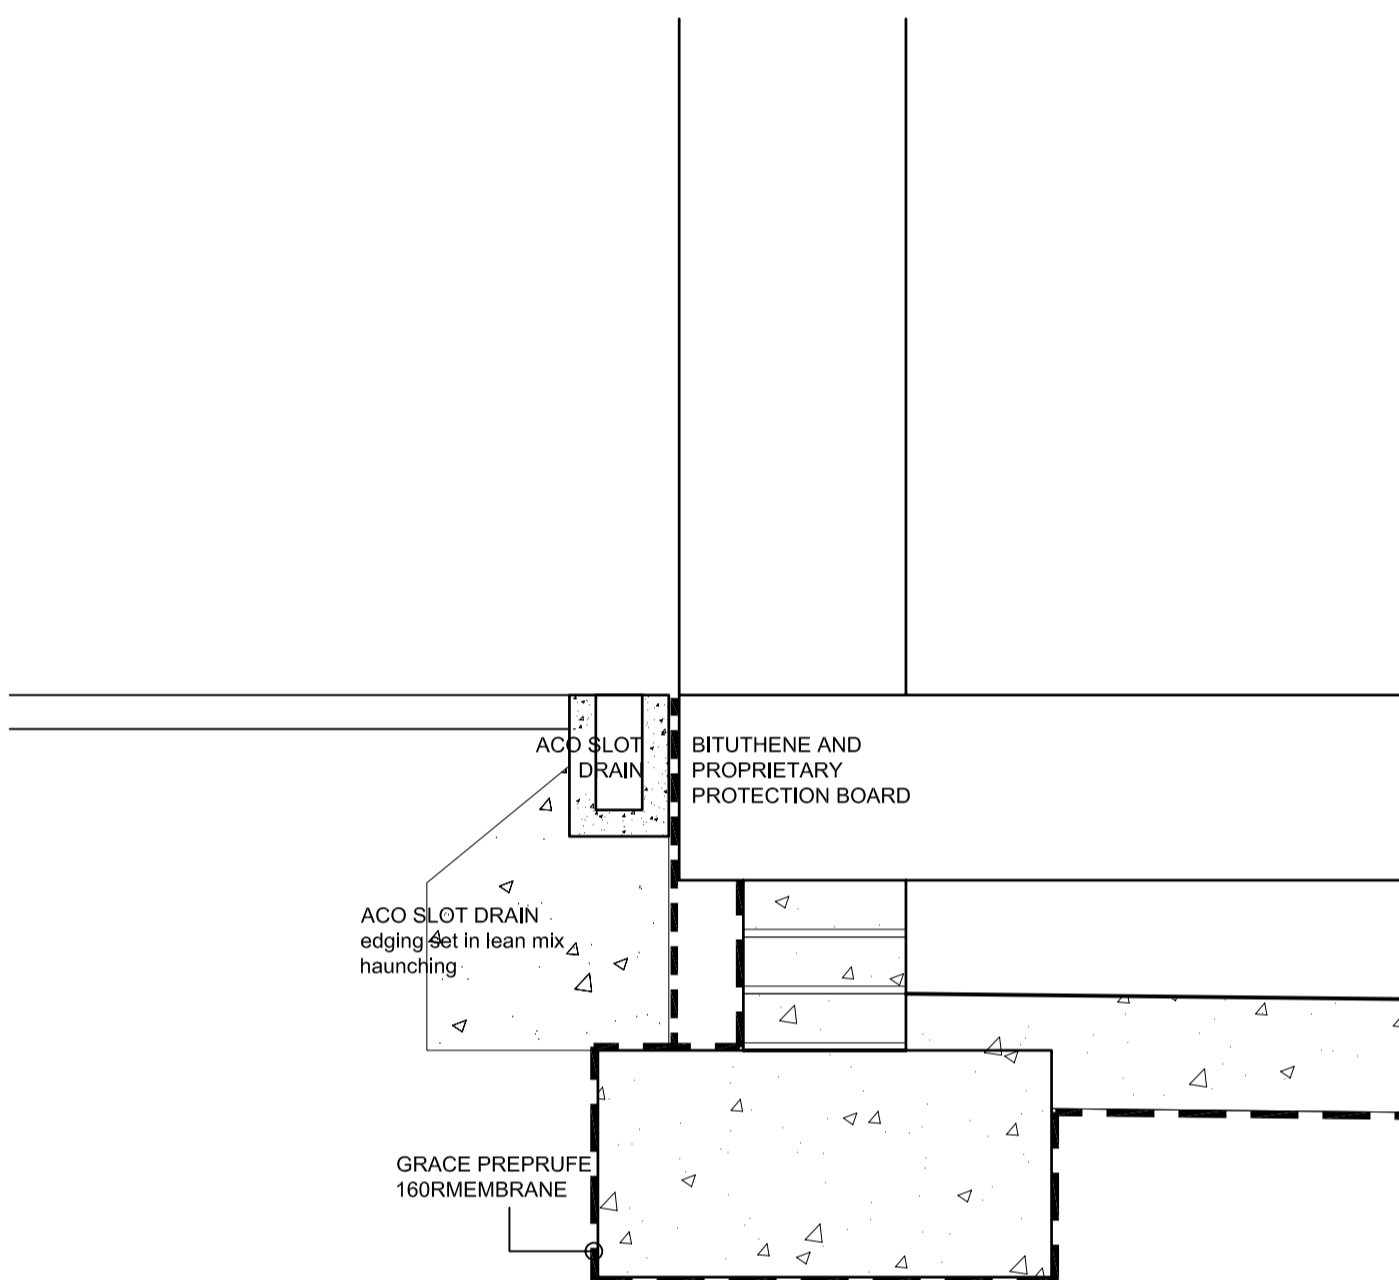 ACO SLOT
DRAIN
BITUTHENE AND
PROPRIETARY
PROTECTION BOARD
ACO SLOT DRAIN
edging set in lean mix
haunching
GRACE PREPRUFE
160RMEMBRANE